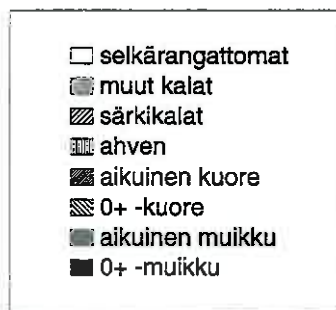 selkärangattomat
muut kalat
särkikalat
ahven
aikuinen kuore
0+ -kuore
aikuinen muikku
0+ -muikku